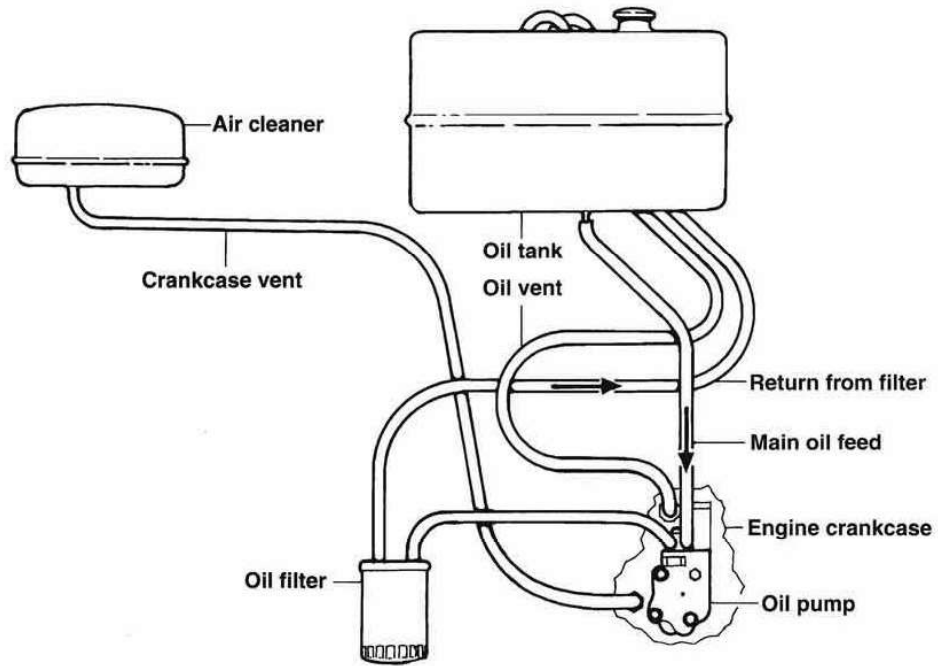 Air cleaner
Oil tank
Crankcase vent
Oil vent
Return from filter
Main oil feed
Engine crankcase
Oil filter
Oil pump